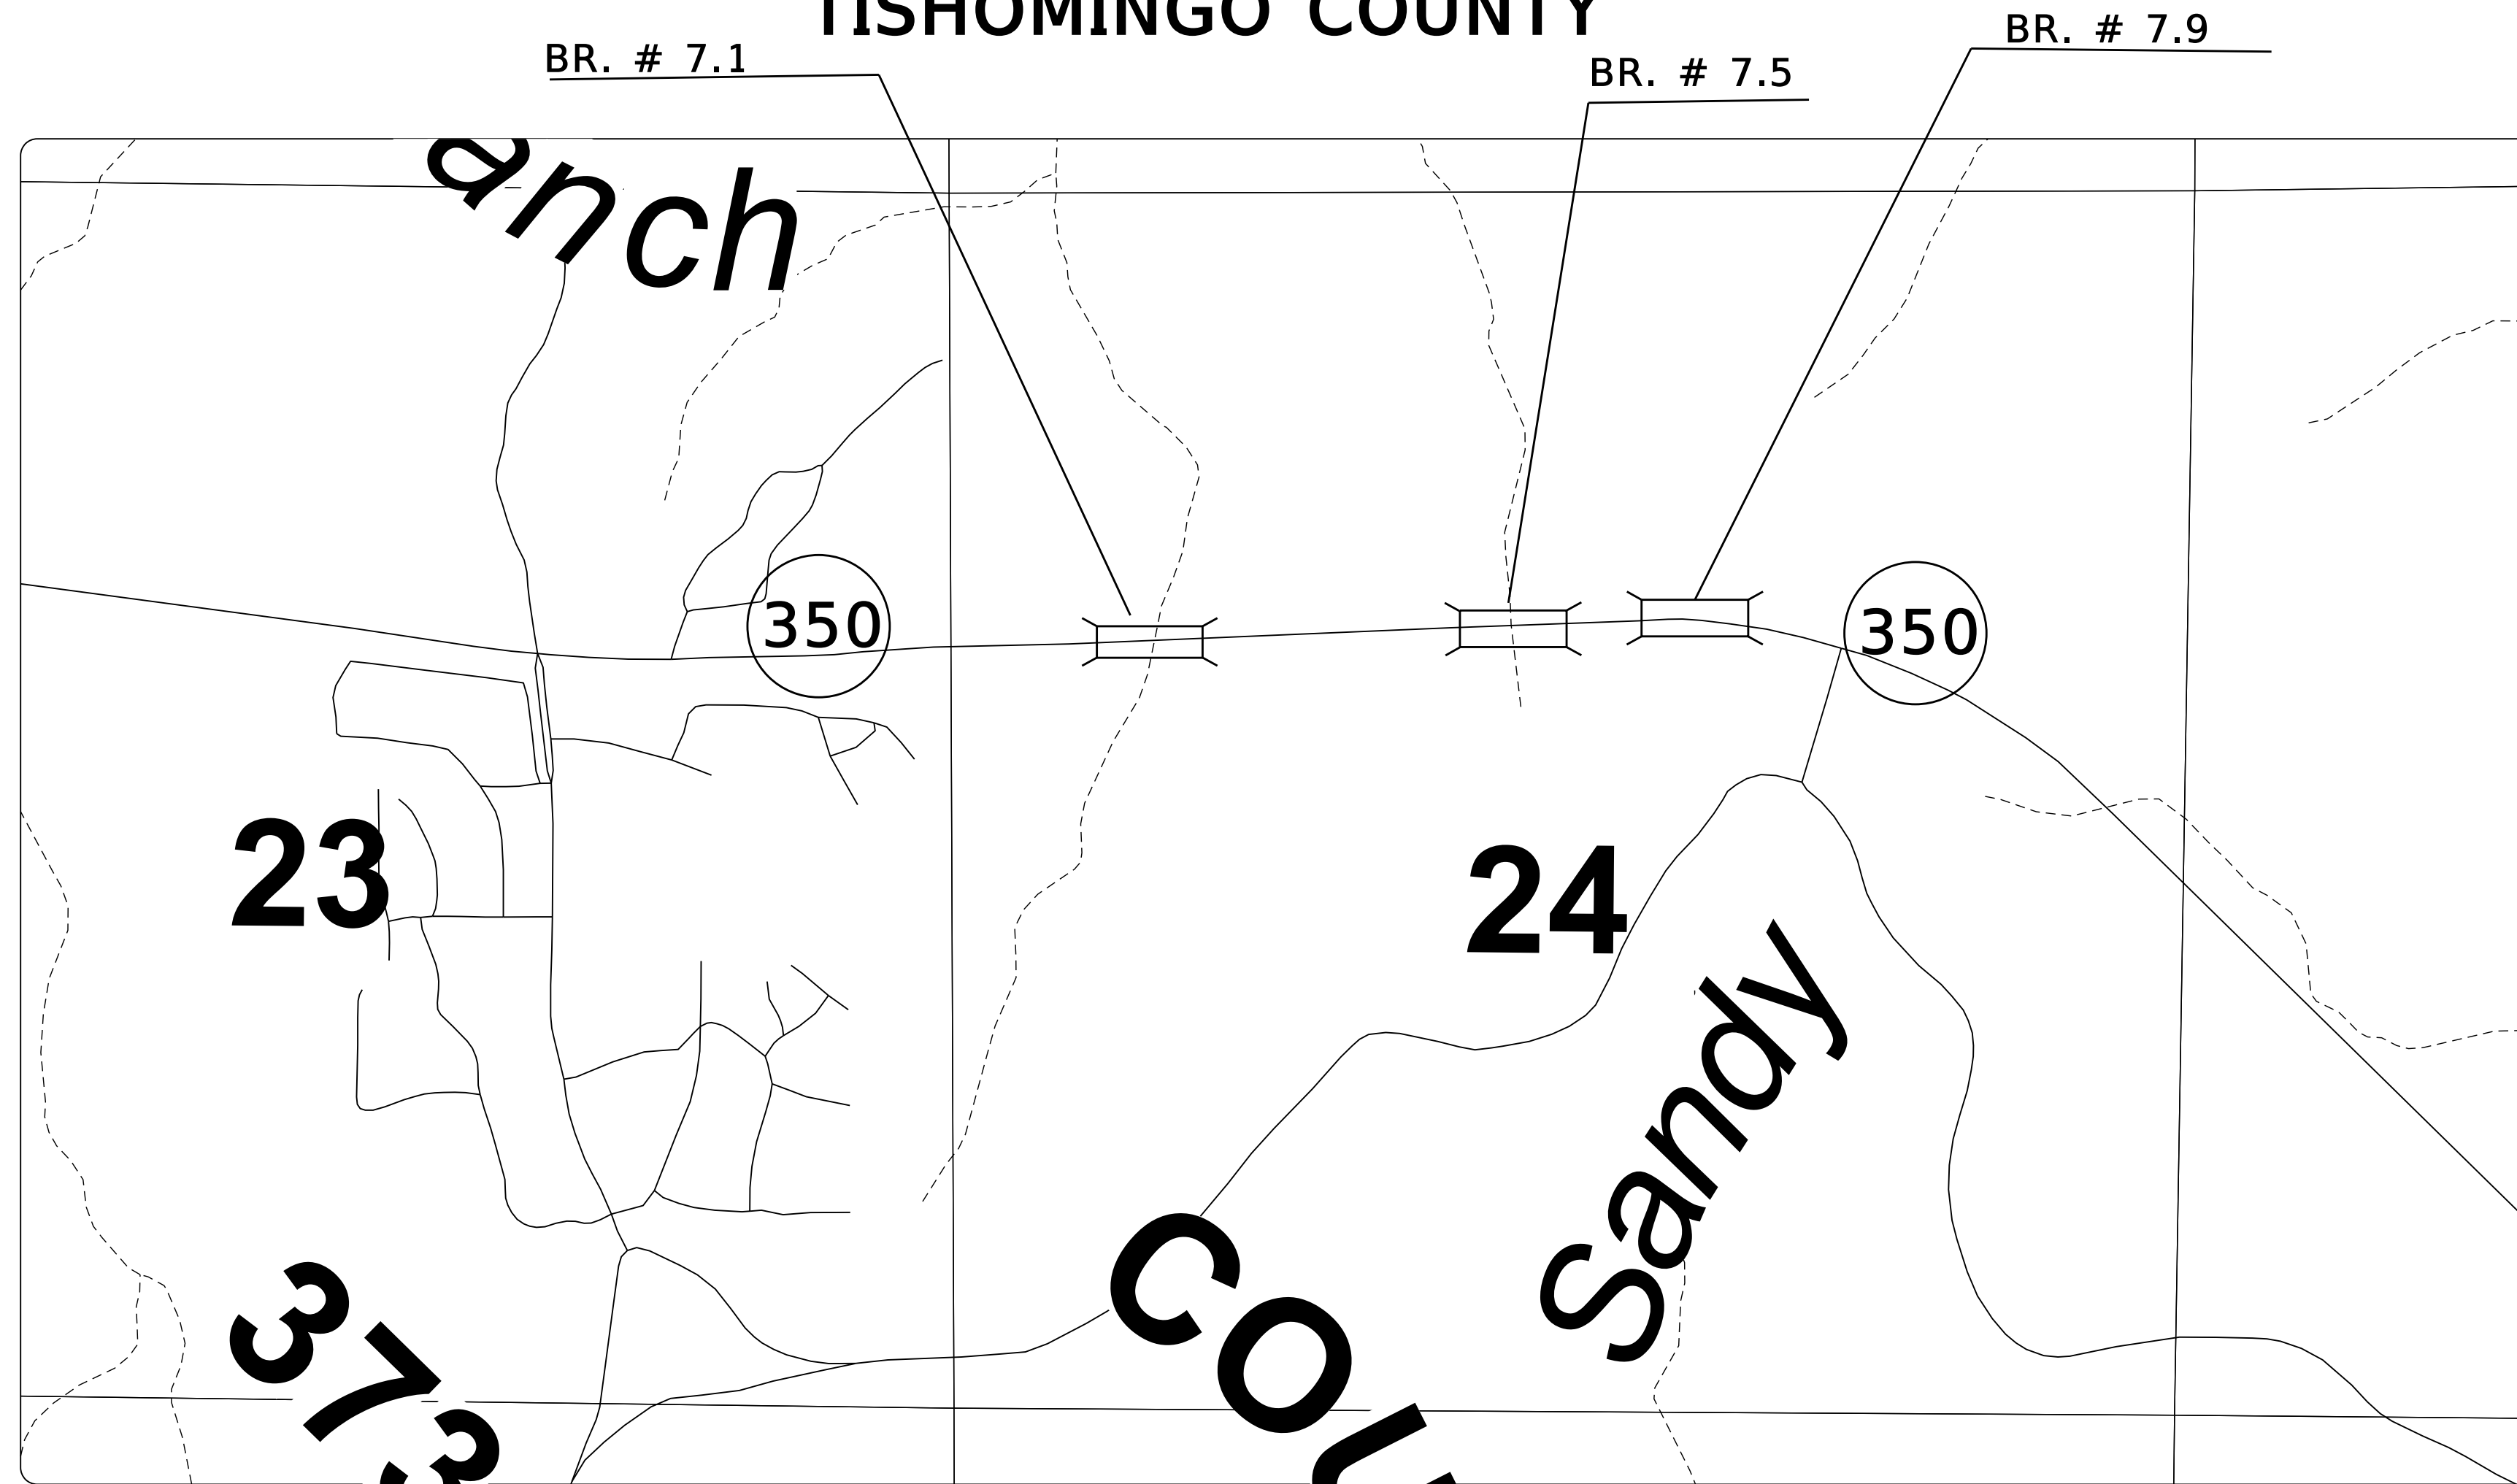 TISHOMINGO COUNTY
BR. # 7.1
BR. # 7.5
BR. # 7.9
anch
350
350
23
24
Sandy
373
COU